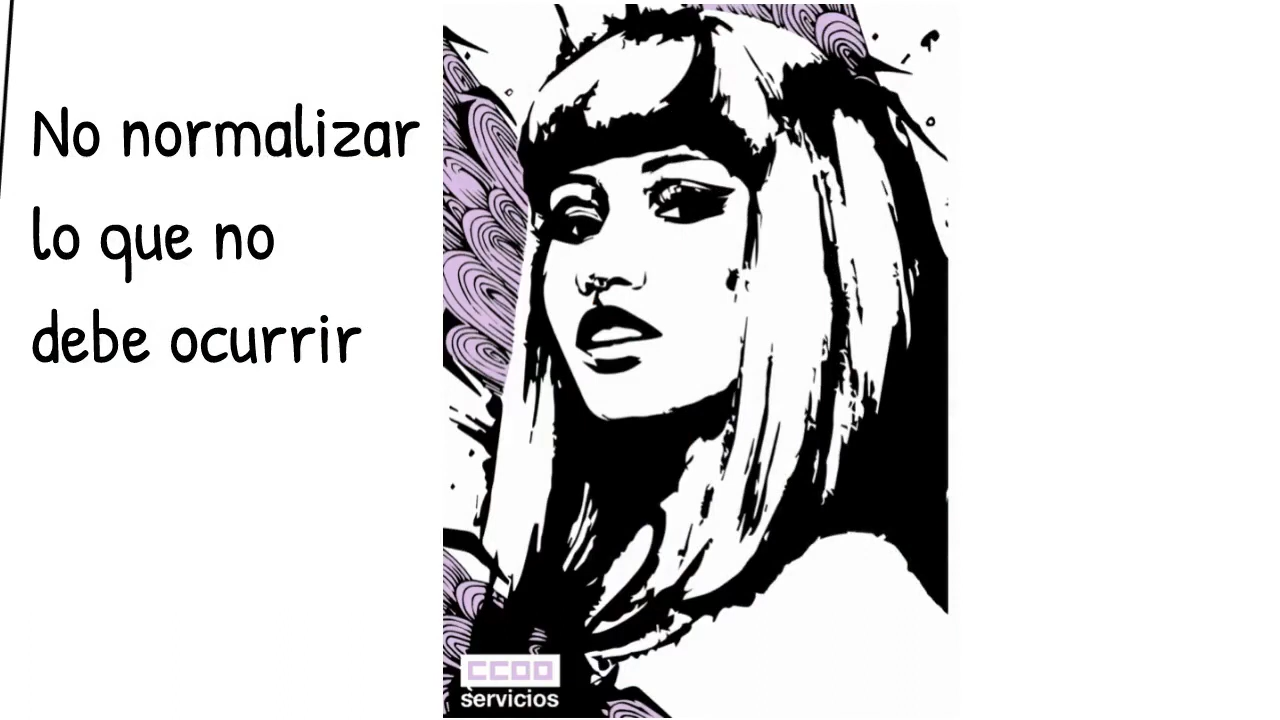 No normalizar
lo que no
debe ocurrir
CCOO
servicios